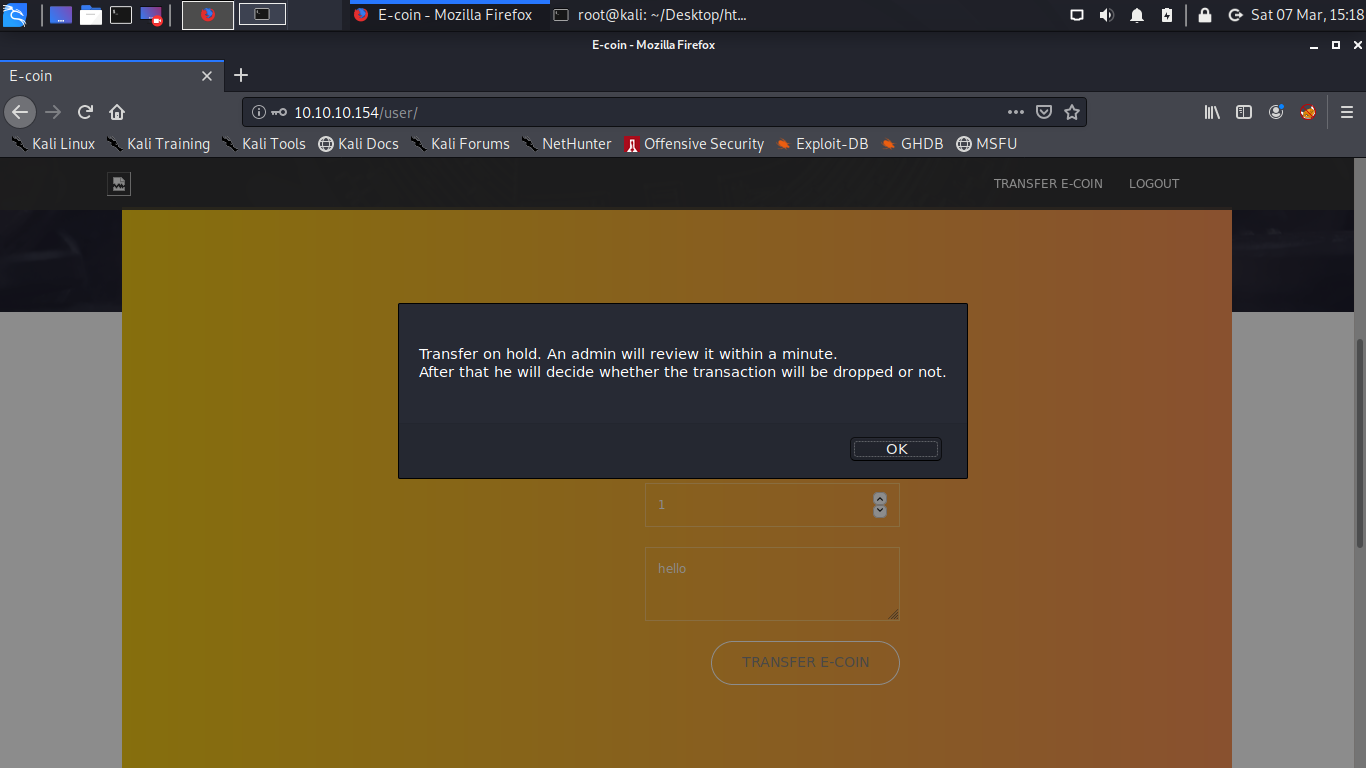 E-coin - Mozilla Firefox
root@kali: ~/Desktop/ht...
Sat 07 Mar, 15:18
E-coin - Mozilla Firefox
E-coin
10.10.10.154/user/
Kali Linux
Kali Training
Kali Tools
Kali Docs
Kali Forums
NetHunter
Offensive Security
Exploit-DB
GHDB
MSFU
TRANSFER E-COIN
LOGOUT
Transfer on hold. An admin will review it within a minute.
After that he will decide whether the transaction will be dropped or not.
OK
1
hello
TRANSFER E-COIN